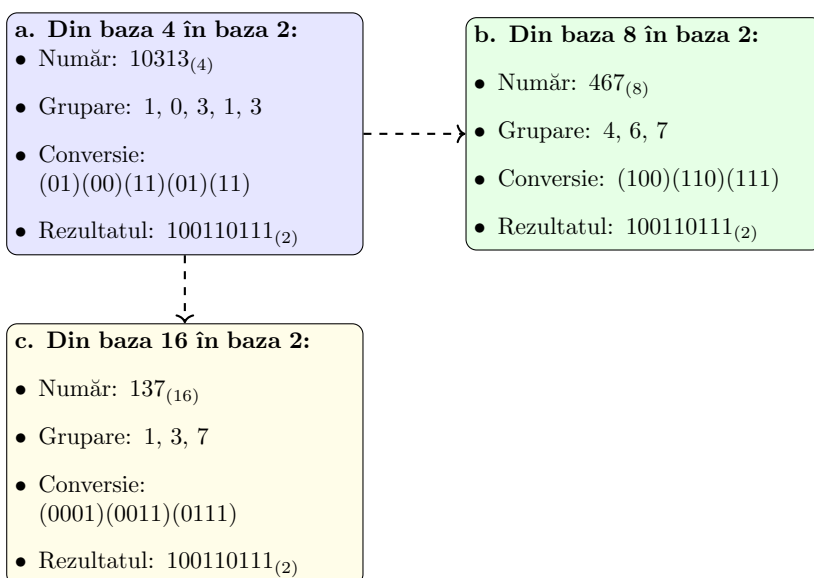 a. Din baza 4 în baza 2:
• Număr: 10313(4)
• Grupare: 1, 0, 3, 1, 3
• Conversie:
(01)(00)(11)(01)(11)
• Rezultatul: 100110111(2)
b. Din baza 8 în baza 2:
• Număr: 467(8)
• Grupare: 4, 6, 7
• Conversie: (100)(110)(111)
• Rezultatul: 100110111(2)
c. Din baza 16 în baza 2:
• Număr: 137(16)
• Grupare: 1, 3, 7
• Conversie:
(0001)(0011)(0111)
• Rezultatul: 100110111(2)